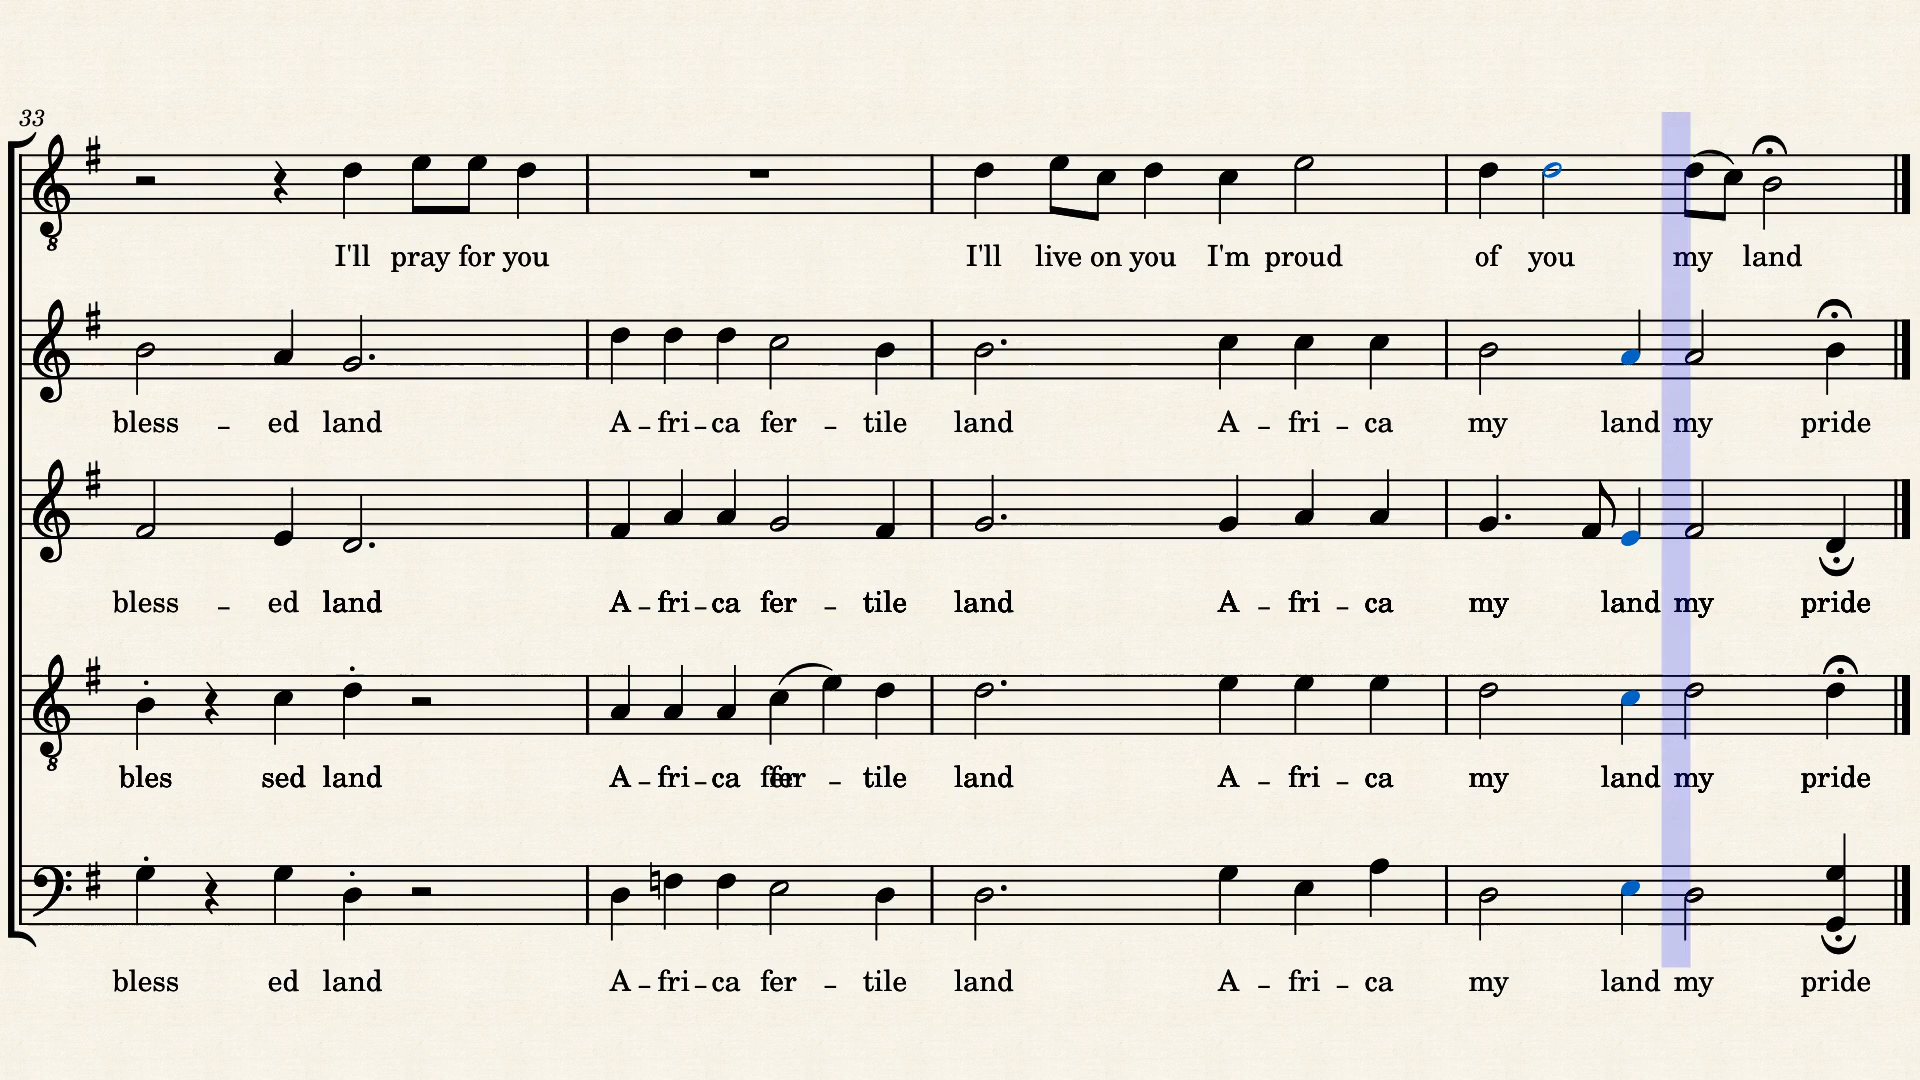 33
I'll pray for you I'll live on you I'm proud of you my land
bless - ed land A - fri - ca fer - tile land A - fri - ca my land my pride
bless - ed land A - fri - ca fer - tile land A - fri - ca my land my pride
bles sed land A - fri - ca fer - tile land A - fri - ca my land my pride
bless ed land A - fri - ca fer - tile land A - fri - ca my land my pride